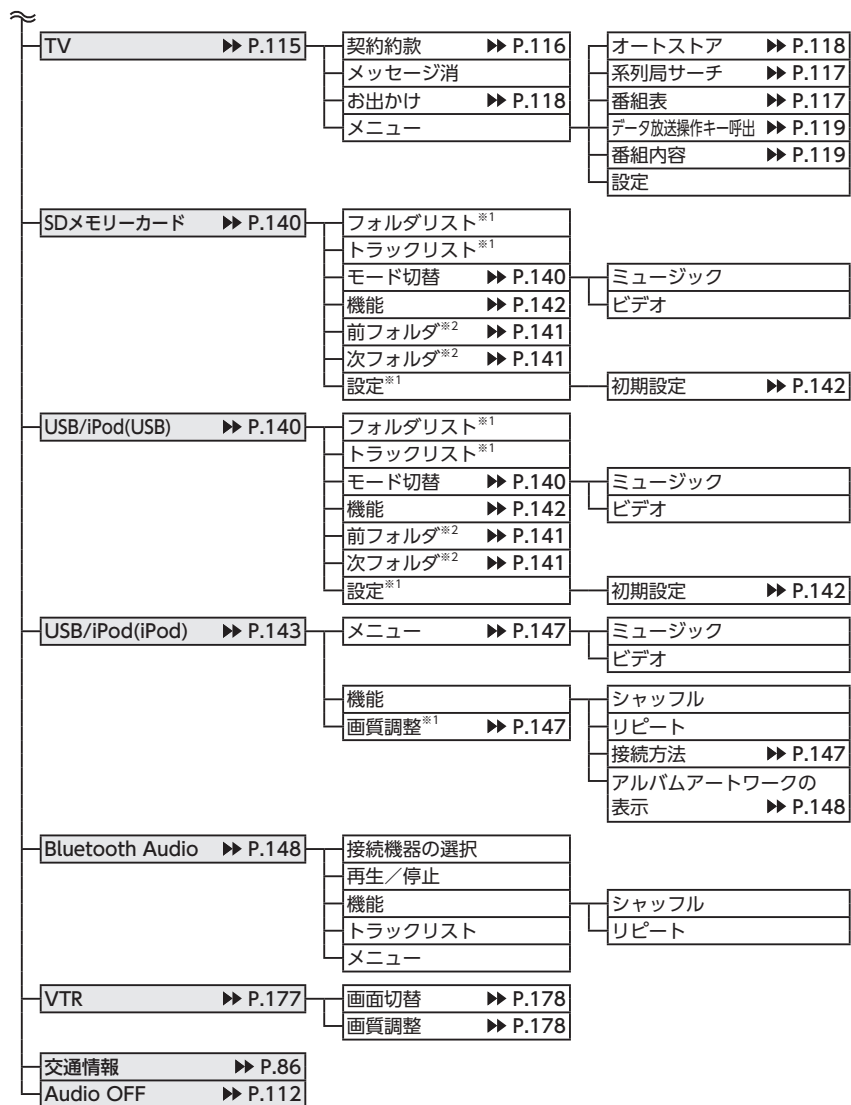 TV ▶▶ P.115
契約約款 ▶▶ P.116
メッセージ消
お出かけ ▶▶ P.118
メニュー
オートストア ▶▶ P.118
系列局サーチ ▶▶ P.117
番組表 ▶▶ P.117
データ放送操作キー呼出 ▶▶ P.119
番組内容 ▶▶ P.119
設定
SDメモリーカード ▶▶ P.140
フォルダリスト※1
トラックリスト※1
モード切替 ▶▶ P.140
機能 ▶▶ P.142
前フォルダ※2 ▶▶ P.141
次フォルダ※2 ▶▶ P.141
設定※1
ミュージック
ビデオ
初期設定 ▶▶ P.142
USB/iPod(USB) ▶▶ P.140
フォルダリスト※1
トラックリスト※1
モード切替 ▶▶ P.140
機能 ▶▶ P.142
前フォルダ※2 ▶▶ P.141
次フォルダ※2 ▶▶ P.141
設定※1
ミュージック
ビデオ
初期設定 ▶▶ P.142
USB/iPod(iPod) ▶▶ P.143
メニュー ▶▶ P.147
ミュージック
ビデオ
機能
画質調整※1 ▶▶ P.147
シャッフル
リピート
接続方法 ▶▶ P.147
アルバムアートワークの
表示 ▶▶ P.148
Bluetooth Audio ▶▶ P.148
接続機器の選択
再生／停止
機能
トラックリスト
メニュー
シャッフル
リピート
VTR ▶▶ P.177
画面切替 ▶▶ P.178
画質調整 ▶▶ P.178
交通情報 ▶▶ P.86
Audio OFF ▶▶ P.112